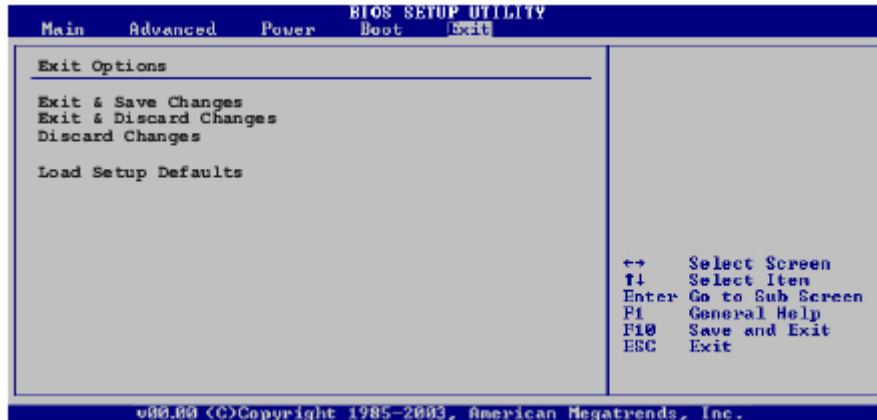 BIOS SETUP UTILITY
Main Advanced Power Boot Exit
Exit Options
Exit & Save Changes
Exit & Discard Changes
Discard Changes
Load Setup Defaults
←→ Select Screen
↑↓ Select Item
Enter Go to Sub Screen
F1 General Help
F10 Save and Exit
ESC Exit
v00.00 (C)Copyright 1985-2003, American Megatrends, Inc.